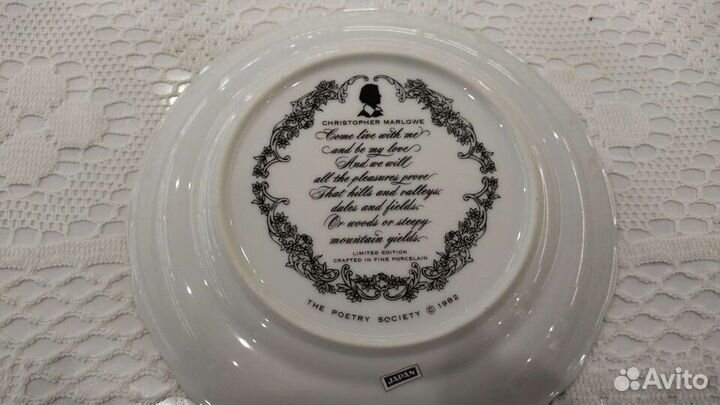 CHRISTOPHER MARLOWE
Come live with me
and be my love
And we will
all the pleasures prove
That hills and valleys,
dales and fields,
Or woods or steepy
mountain yields.
LIMITED EDITION
CRAFTED IN FINE PORCELAIN
THE POETRY SOCIETY © 1982
JAPAN
Avito